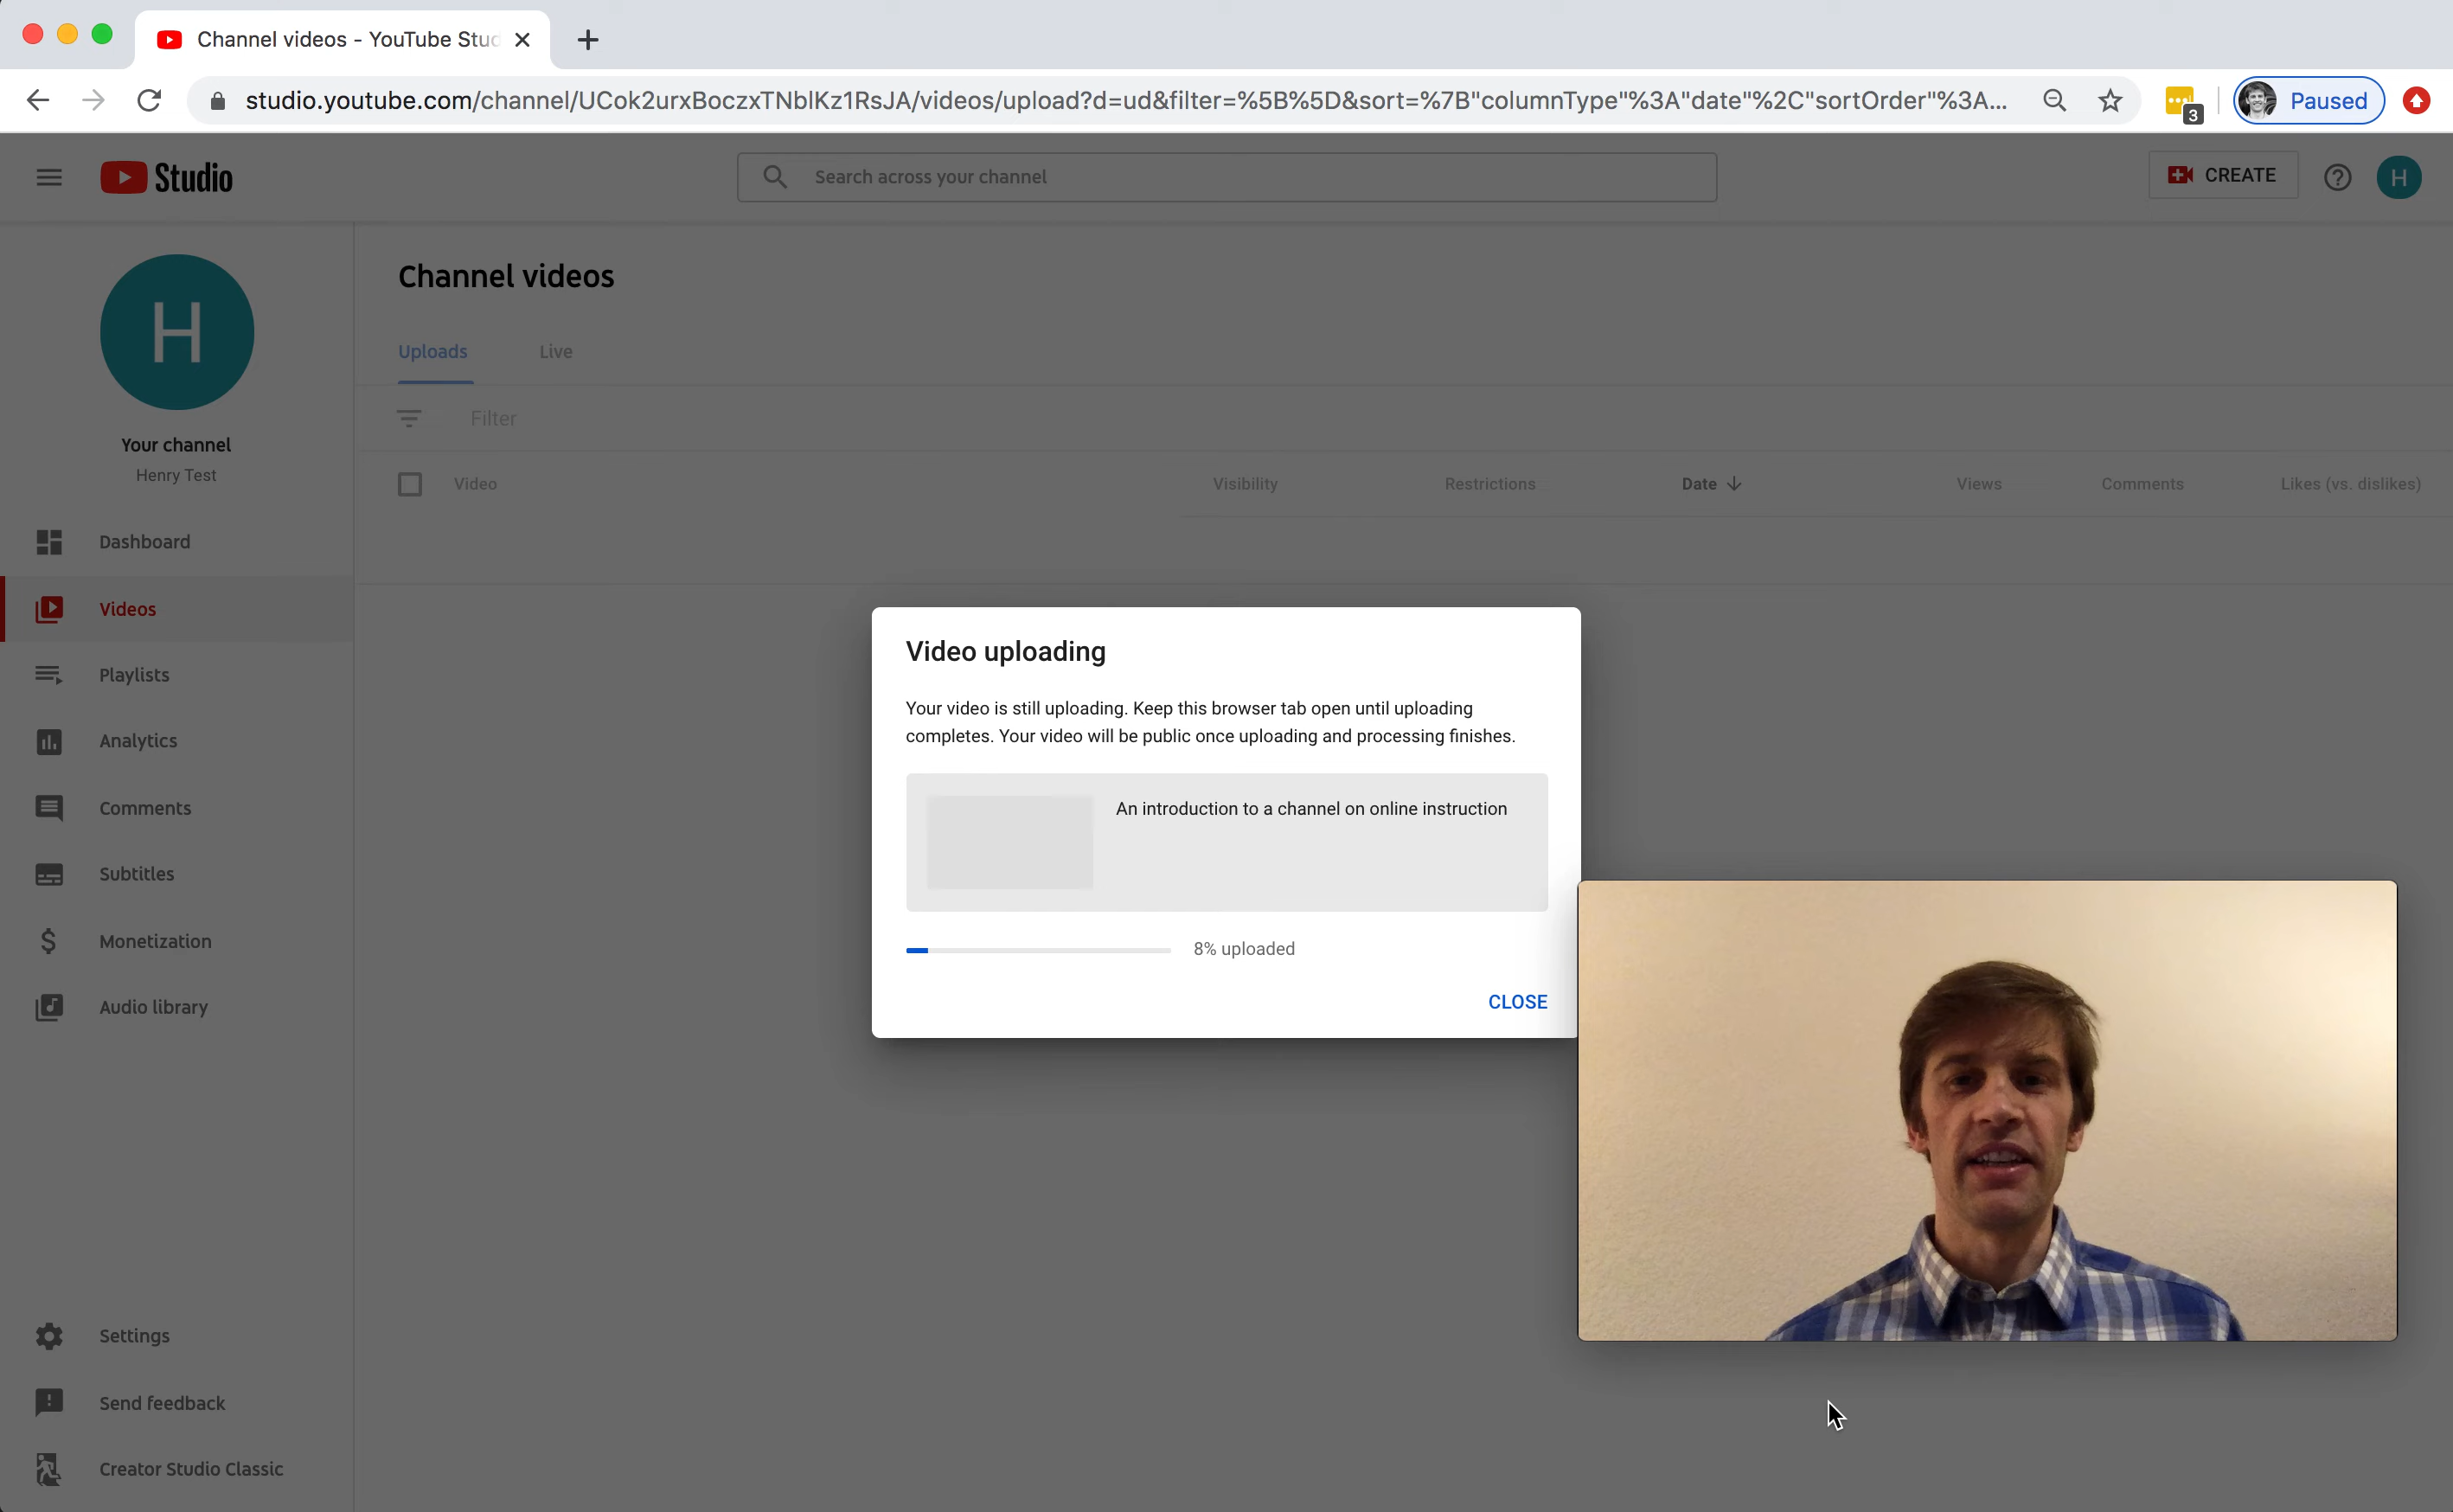 Channel videos - YouTube Stu
studio.youtube.com/channel/UCok2urxBoczxTNblKz1RsJA/videos/upload?d=ud&filter=%5B%5D&sort=%7B"columnType"%3A"date"%2C"sortOrder"%3A...
3
Paused
Studio
Search across your channel
CREATE
H
H
Your channel
Henry Test
Dashboard
Videos
Playlists
Analytics
Comments
Subtitles
Monetization
Audio library
Settings
Send feedback
Creator Studio Classic
Channel videos
Uploads Live
Filter
Video Visibility Restrictions Date Views Comments Likes (vs. dislikes)
Video uploading
Your video is still uploading. Keep this browser tab open until uploading
completes. Your video will be public once uploading and processing finishes.
An introduction to a channel on online instruction
8% uploaded
CLOSE